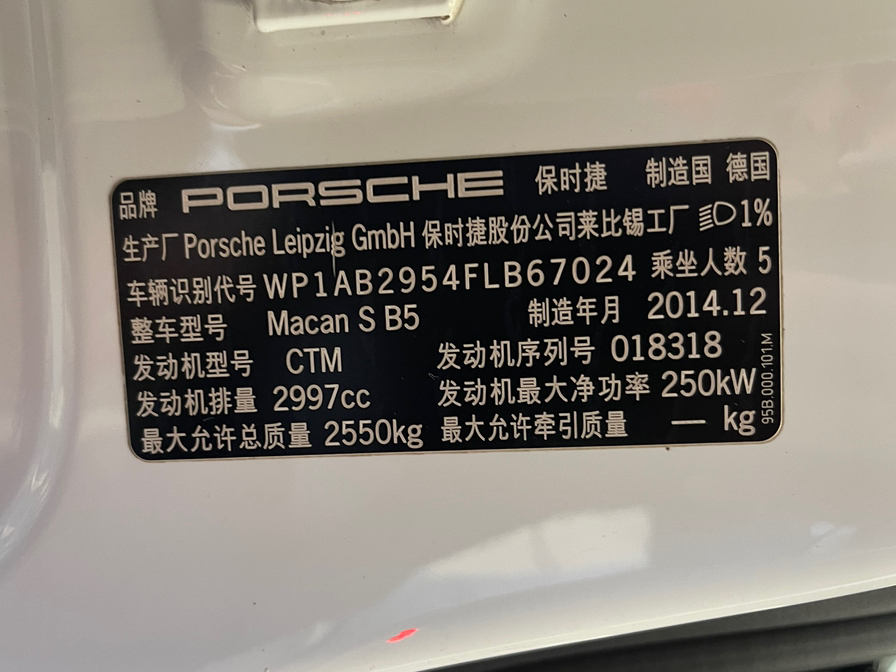 品牌 PORSCHE 保时捷 制造国 德国
生产厂 Porsche Leipzig GmbH 保时捷股份公司莱比锡工厂 1%
车辆识别代号 WP1AB2954FLB67024 乘坐人数 5
整车型号 Macan S B5 制造年月 2014.12
发动机型号 CTM 发动机序列号 018318
发动机排量 2997cc 发动机最大净功率 250kW
最大允许总质量 2550kg 最大允许牵引质量 — kg
95B.000.101.M